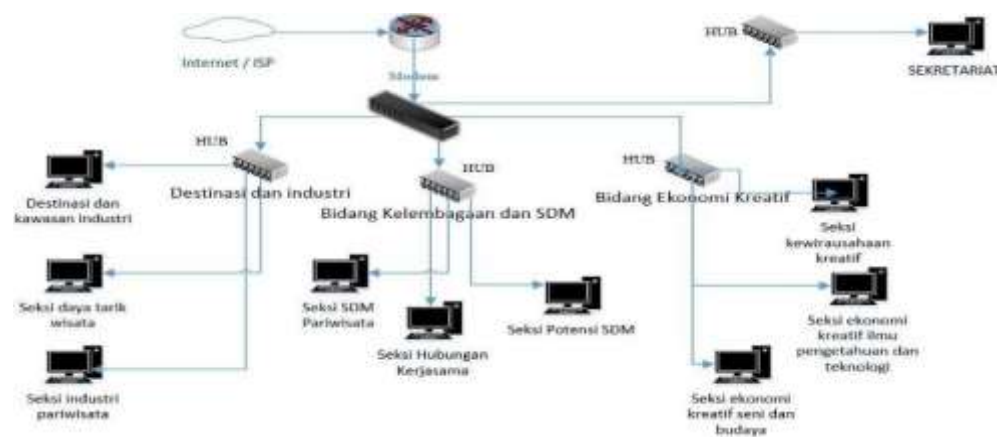 Internet / ISP
Modem
HUB
SEKRETARIAT
HUB
Destinasi dan industri
HUB
Bidang Kelembagaan dan SDM
HUB
Bidang Ekonomi Kreatif
Destinasi dan
kawasan industri
Seksi daya tarik
wisata
Seksi industri
pariwisata
Seksi SDM
Pariwisata
Seksi Hubungan
Kerjasama
Seksi Potensi SDM
Seksi
kewirausahaan
kreatif
Seksi ekonomi
kreatif ilmu
pengetahuan dan
teknologi
Seksi ekonomi
kreatif seni dan
budaya